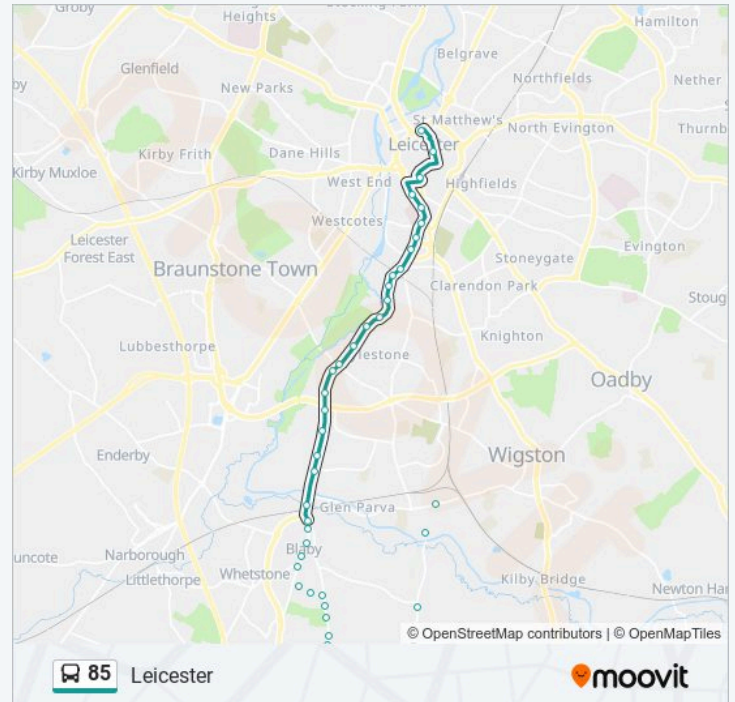 Groby
Heights
Hamilton
Belgrave
Glenfield
New Parks
Northfields
Nether
by
St Matthew's
North Evington
Thurnb
Leicester
Kirby Frith
Dane Hills
Kirby Muxloe
West End
Highfields
Westcotes
Leicester
Forest East
Evington
Stoneygate
Braunstone Town
Clarendon Park
Stoug
Knighton
Lubbesthorpe
lestone
Oadby
Enderby
Wigston
Glen Parva
uncote
Narborough
Blaby
Whetstone
Littlethorpe
Kilby Bridge
Newton Har
© OpenStreetMap contributors | © OpenMapTiles
85 Leicester
moovit